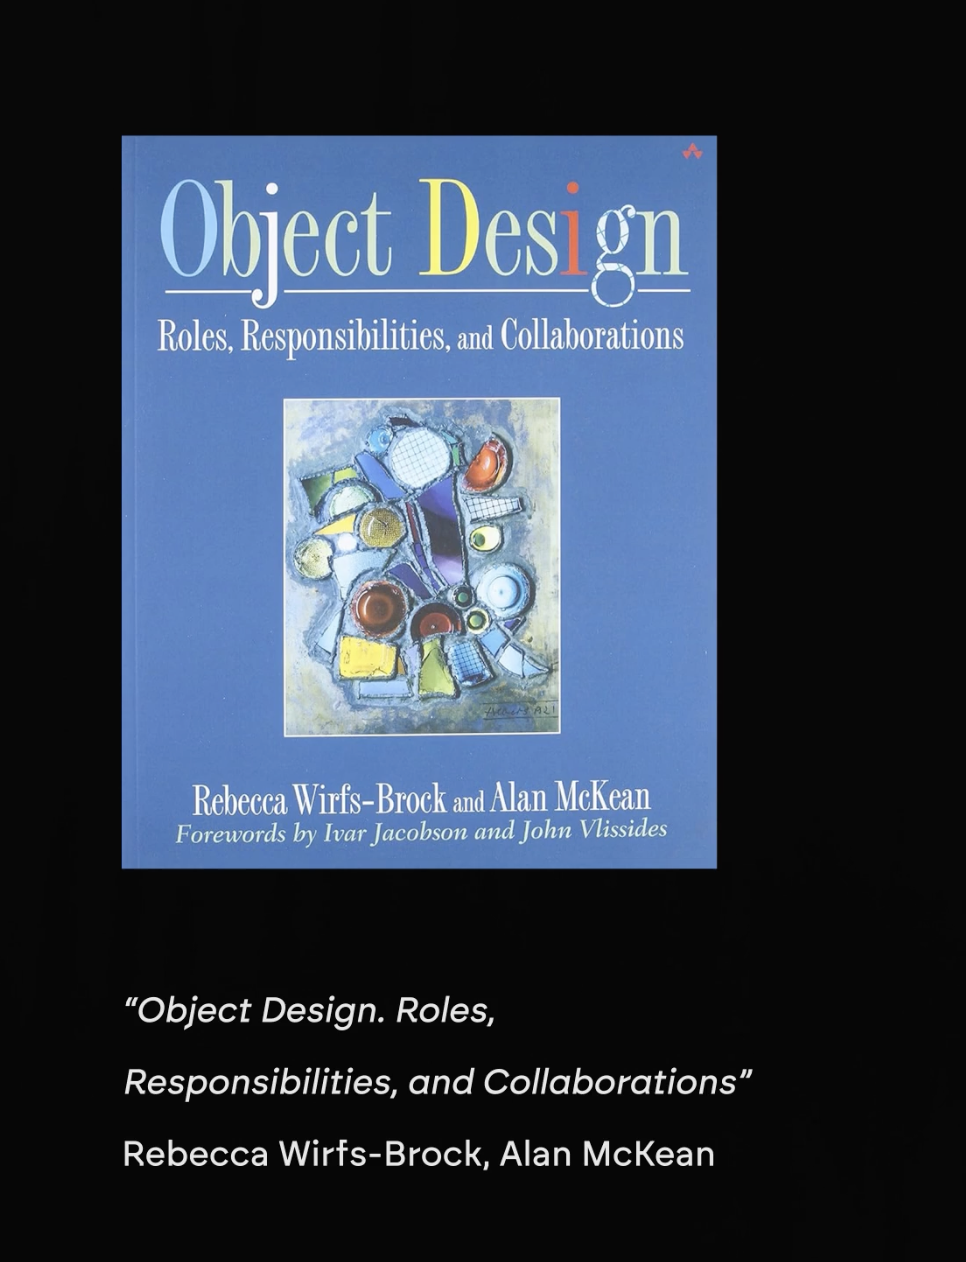 Object Design
Roles, Responsibilities, and Collaborations
Rebecca Wirfs-Brock and Alan McKean
Forewords by Ivar Jacobson and John Vlissides
“Object Design. Roles,
Responsibilities, and Collaborations”
Rebecca Wirfs-Brock, Alan McKean